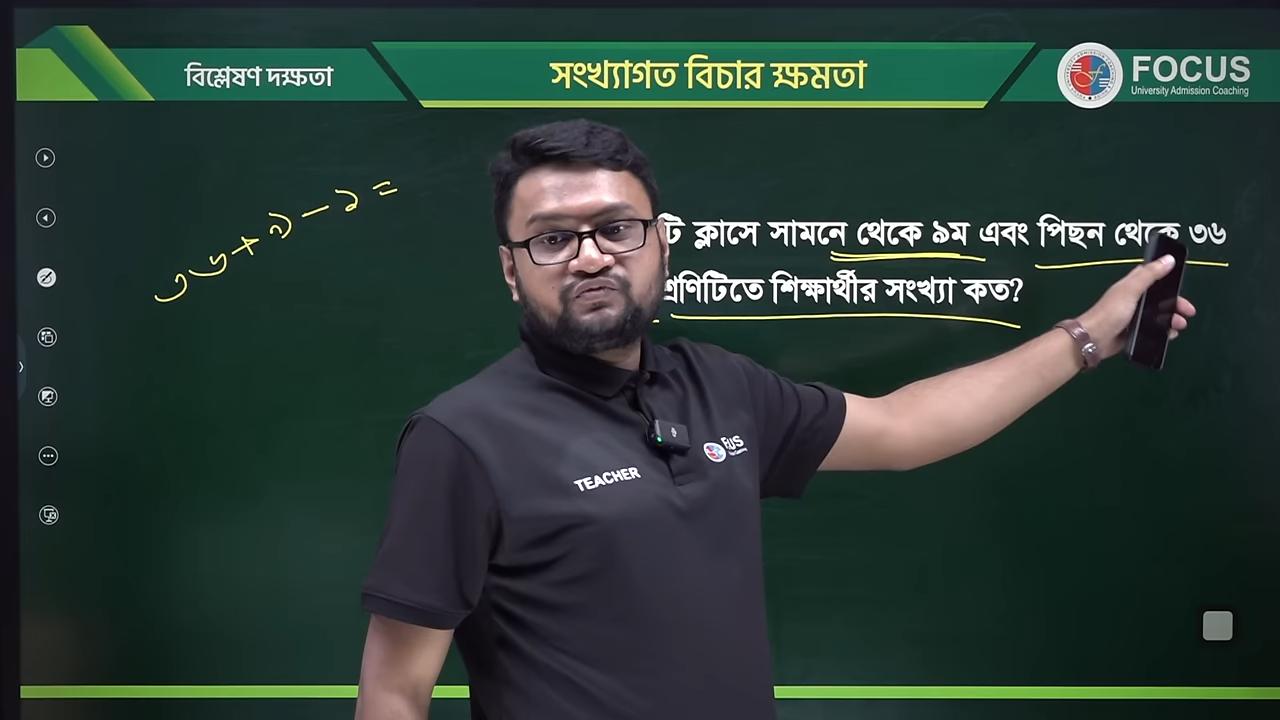 বিশ্লেষণ দক্ষতা
সংখ্যাগত বিচার ক্ষমতা
FOCUS
University Admission Coaching
৩৬+৯-১=
টি ক্লাসে সামনে থেকে ৯ম এবং পিছন থেকে ৩৬
শ্রেণিটিতে শিক্ষার্থীর সংখ্যা কত?
TEACHER